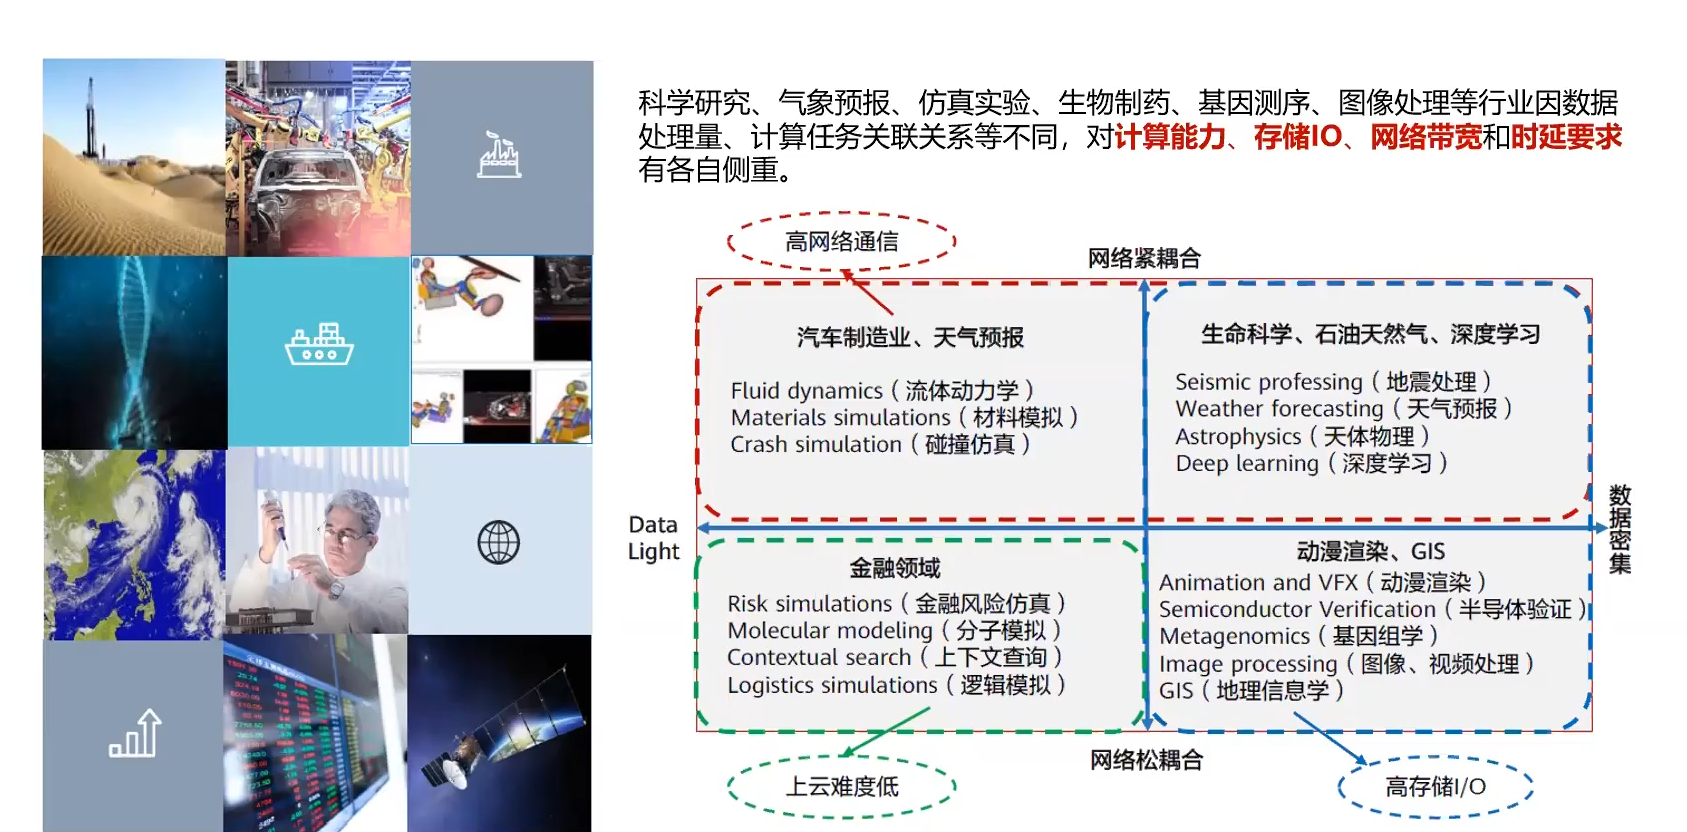 科学研究、气象预报、仿真实验、生物制药、基因测序、图像处理等行业因数据
处理量、计算任务关联关系等不同，对计算能力、存储IO、网络带宽和时延要求
有各自侧重。
高网络通信
网络紧耦合
汽车制造业、天气预报
Fluid dynamics（流体动力学）
Materials simulations（材料模拟）
Crash simulation（碰撞仿真）
生命科学、石油天然气、深度学习
Seismic professing（地震处理）
Weather forecasting（天气预报）
Astrophysics（天体物理）
Deep learning（深度学习）
Data
Light
数据密集
金融领域
Risk simulations（金融风险仿真）
Molecular modeling（分子模拟）
Contextual search（上下文查询）
Logistics simulations（逻辑模拟）
动漫渲染、GIS
Animation and VFX（动漫渲染）
Semiconductor Verification（半导体验证）
Metagenomics（基因组学）
Image processing（图像、视频处理）
GIS（地理信息学）
上云难度低
网络松耦合
高存储I/O